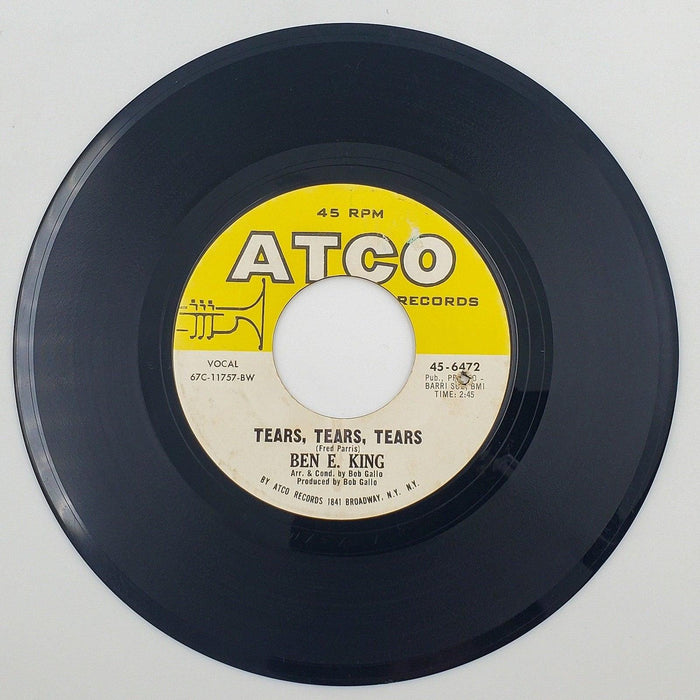 45 RPM
ATCO
RECORDS
VOCAL
67C-11757-BW
45-6472
Pub.,
BARRI BMI
TIME: 2:45
TEARS, TEARS, TEARS
(Fred Parris)
BEN E. KING
Arr. & Cond. by Bob Gallo
Produced by Bob Gallo
BY ATCO RECORDS 1841 BROADWAY, N.Y. N.Y.